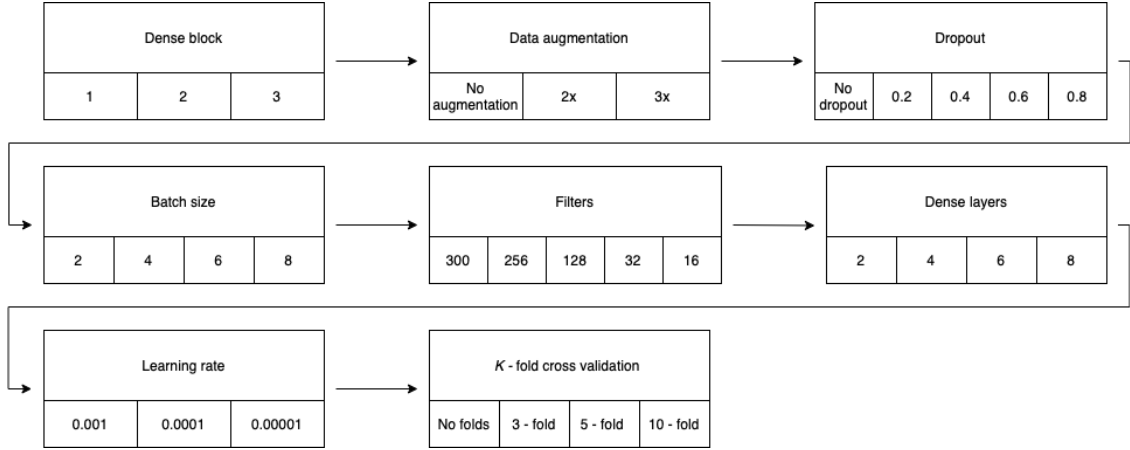 Dense block
1 2 3
Data augmentation
No
augmentation
2x 3x
Dropout
No
dropout
0.2 0.4 0.6 0.8
Batch size
2 4 6 8
Filters
300 256 128 32 16
Dense layers
2 4 6 8
Learning rate
0.001 0.0001 0.00001
K - fold cross validation
No folds 3 - fold 5 - fold 10 - fold